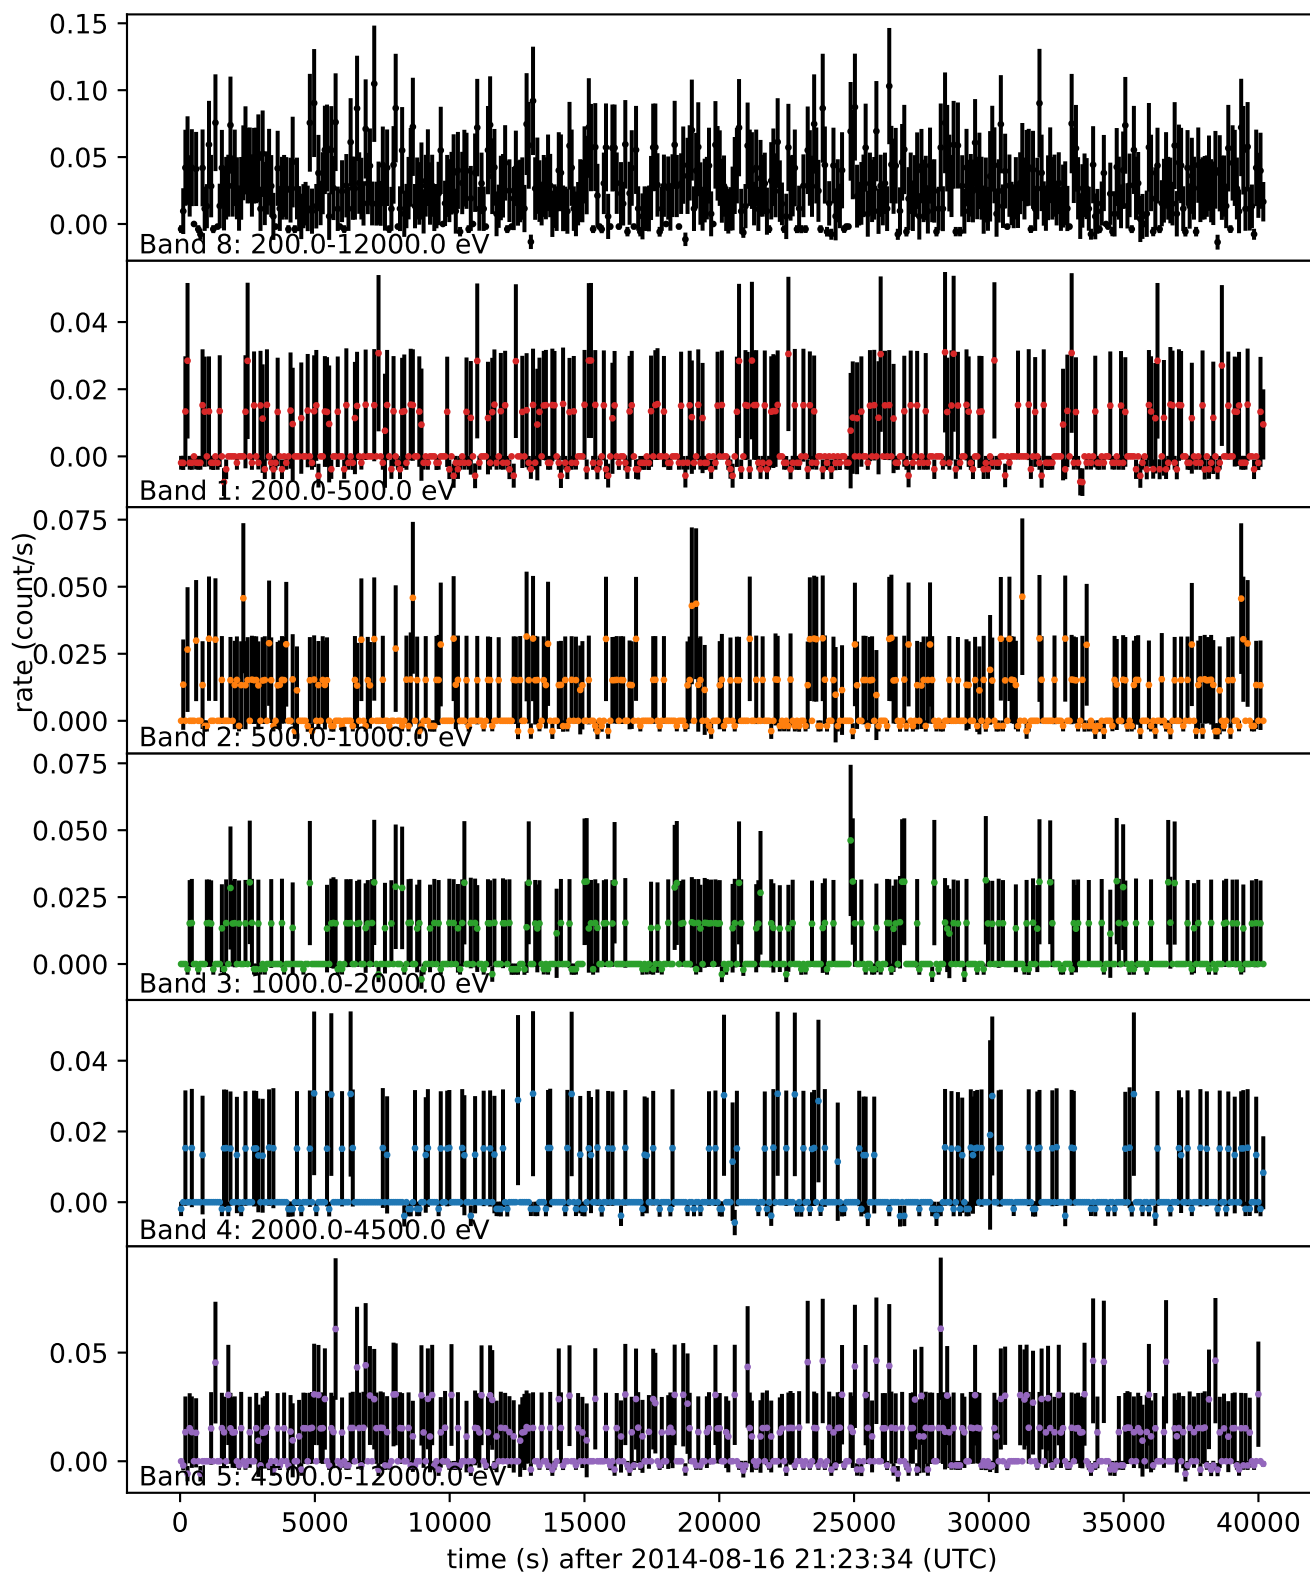 0.15
0.10
0.05
0.00
Band 8: 200.0-12000.0 eV
0.04
0.02
0.00
Band 1: 200.0-500.0 eV
rate (count/s)
0.075
0.050
0.025
0.000
Band 2: 500.0-1000.0 eV
0.075
0.050
0.025
0.000
Band 3: 1000.0-2000.0 eV
0.04
0.02
0.00
Band 4: 2000.0-4500.0 eV
0.05
0.00
Band 5: 4500.0-12000.0 eV
0 5000 10000 15000 20000 25000 30000 35000 40000
time (s) after 2014-08-16 21:23:34 (UTC)